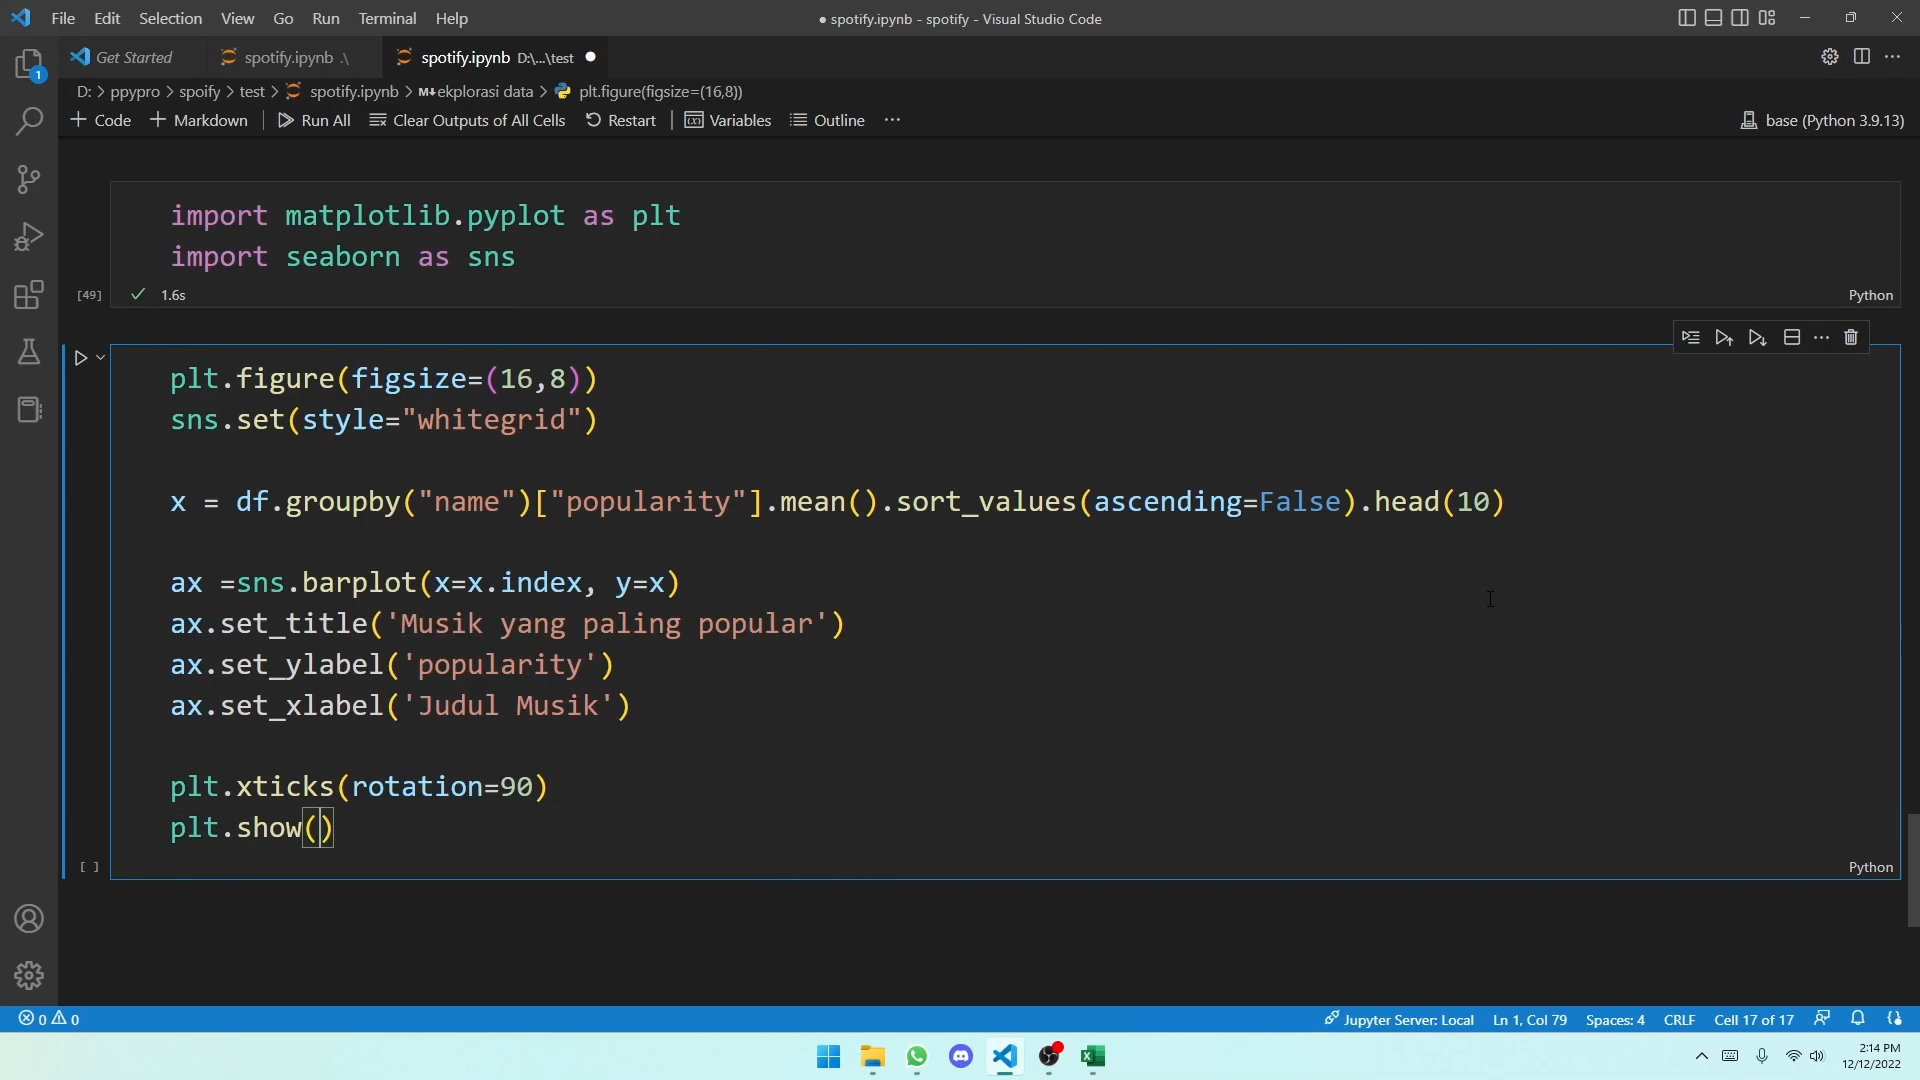 File Edit Selection View Go Run Terminal Help
● spotify.ipynb - spotify - Visual Studio Code
Get Started
spotify.ipynb .\
spotify.ipynb D:\...\test ●
D: > ppypro > spoify > test > spotify.ipynb > M↓ekplorasi data > plt.figure(figsize=(16,8))
+ Code + Markdown Run All Clear Outputs of All Cells Restart Variables Outline ...
base (Python 3.9.13)
import matplotlib.pyplot as plt
import seaborn as sns
[49] ✓ 1.6s
Python
plt.figure(figsize=(16,8))
sns.set(style="whitegrid")
x = df.groupby("name")["popularity"].mean().sort_values(ascending=False).head(10)
ax =sns.barplot(x=x.index, y=x)
ax.set_title('Musik yang paling popular')
ax.set_ylabel('popularity')
ax.set_xlabel('Judul Musik')
plt.xticks(rotation=90)
plt.show()
[ ]
Python
1
0 0
Jupyter Server: Local Ln 1, Col 79 Spaces: 4 CRLF Cell 17 of 17
2:14 PM
12/12/2022